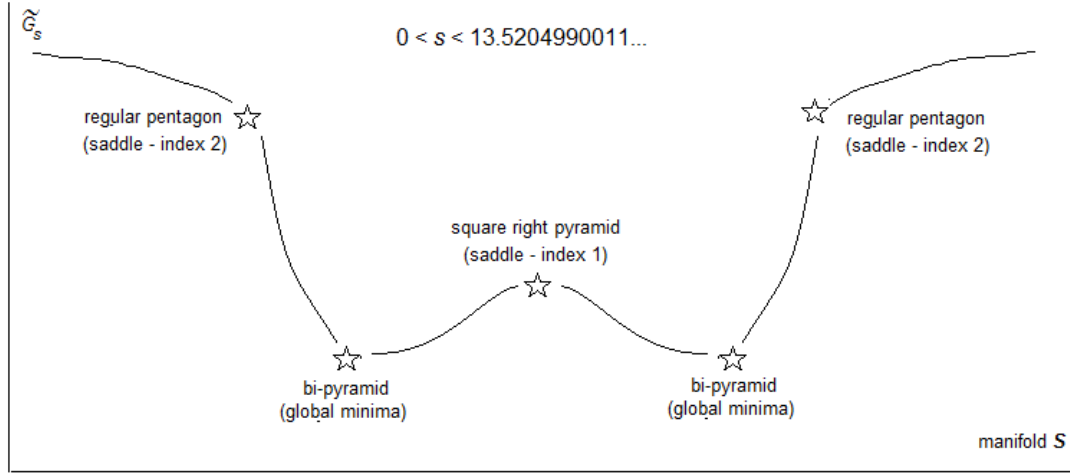 G̃s
0 < s < 13.5204990011...
regular pentagon
(saddle - index 2)
regular pentagon
(saddle - index 2)
square right pyramid
(saddle - index 1)
bi-pyramid
(global minima)
bi-pyramid
(global minima)
manifold S